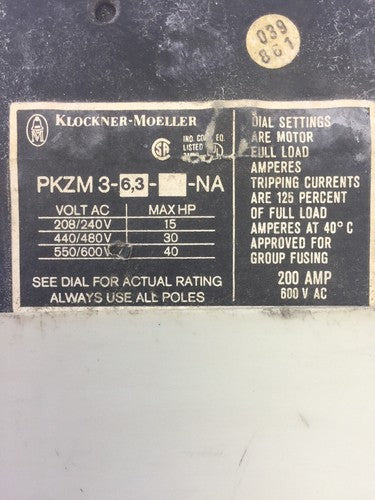 039
861
KLOCKNER-MOELLER
IND. CONT. EQ.
LISTED
PKZM 3-6,3- -NA
VOLT AC MAX HP
208/240V 15
440/480V 30
550/600V 40
SEE DIAL FOR ACTUAL RATING
ALWAYS USE ALL POLES
DIAL SETTINGS
ARE MOTOR
FULL LOAD
AMPERES
TRIPPING CURRENTS
ARE 125 PERCENT
OF FULL LOAD
AMPERES AT 40° C
APPROVED FOR
GROUP FUSING
200 AMP
600 V AC